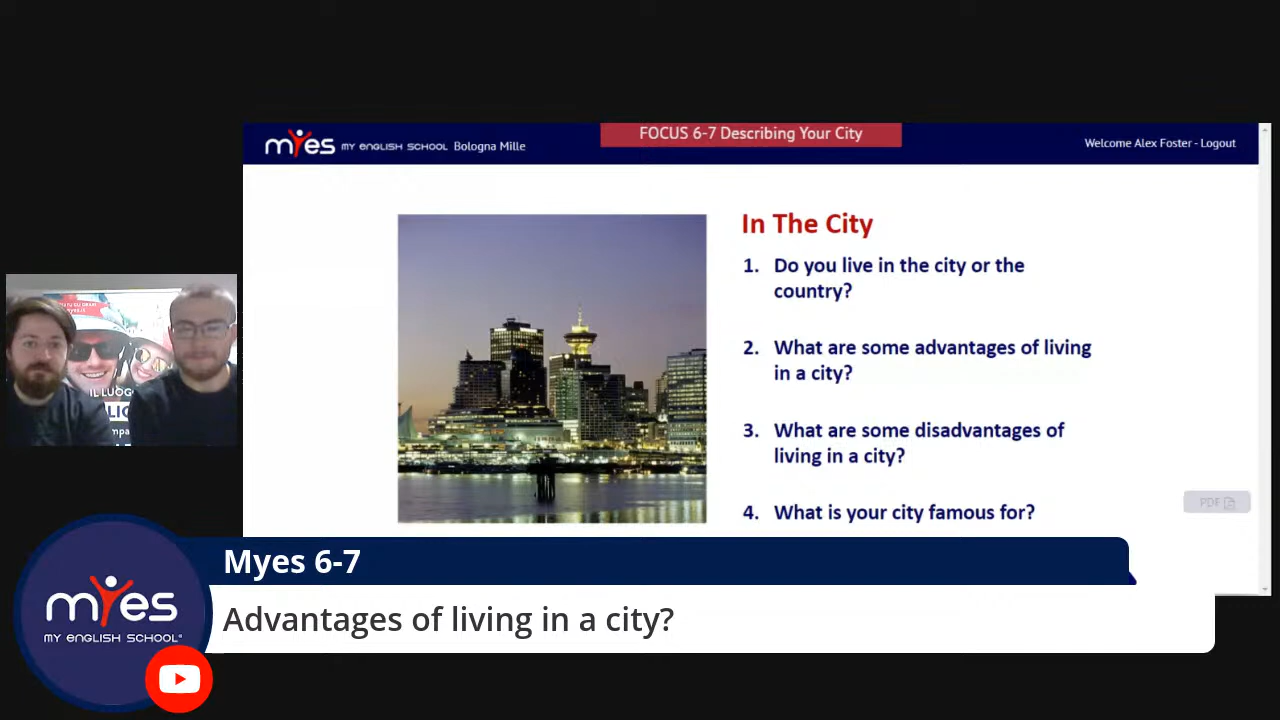 myes MY ENGLISH SCHOOL Bologna Mille
FOCUS 6-7 Describing Your City
Welcome Alex Foster - Logout
In The City
1. Do you live in the city or the
country?
2. What are some advantages of living
in a city?
3. What are some disadvantages of
living in a city?
4. What is your city famous for?
PDF
IL LUOG
Myes 6-7
Advantages of living in a city?
myes
MY ENGLISH SCHOOL